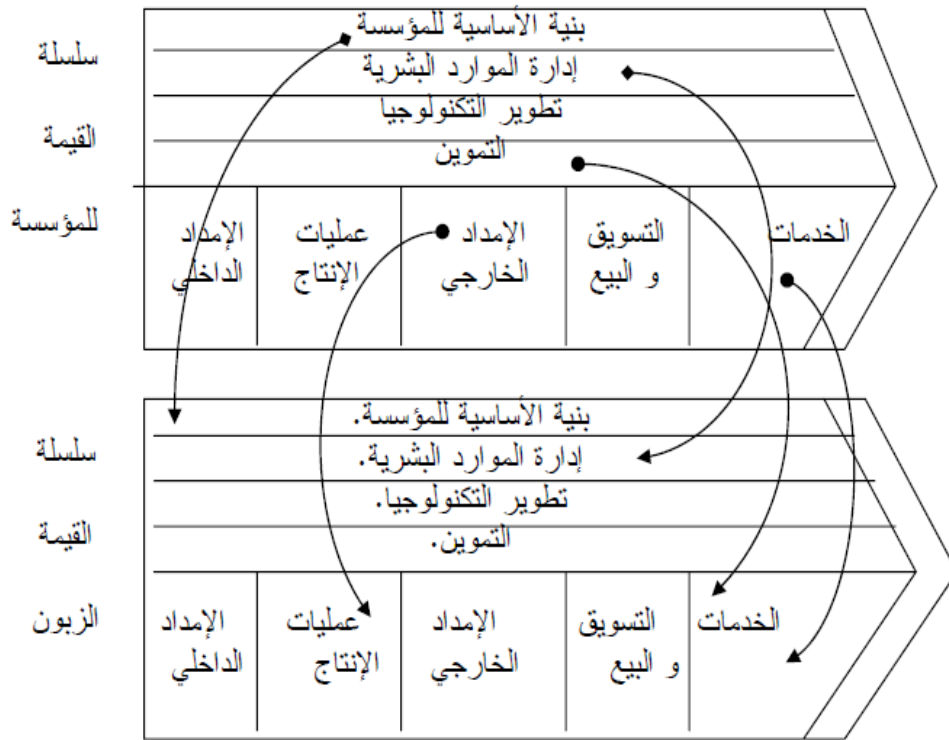 سلسلة
القيمة
للمؤسسة
بنية الأساسية للمؤسسة
إدارة الموارد البشرية
تطوير التكنولوجيا
التموين
الإمداد
الداخلي
عمليات
الإنتاج
الإمداد
الخارجي
التسويق
و البيع
الخدمات
سلسلة
القيمة
الزبون
بنية الأساسية للمؤسسة.
إدارة الموارد البشرية.
تطوير التكنولوجيا.
التموين.
الإمداد
الداخلي
عمليات
الإنتاج
الإمداد
الخارجي
التسويق
و البيع
الخدمات